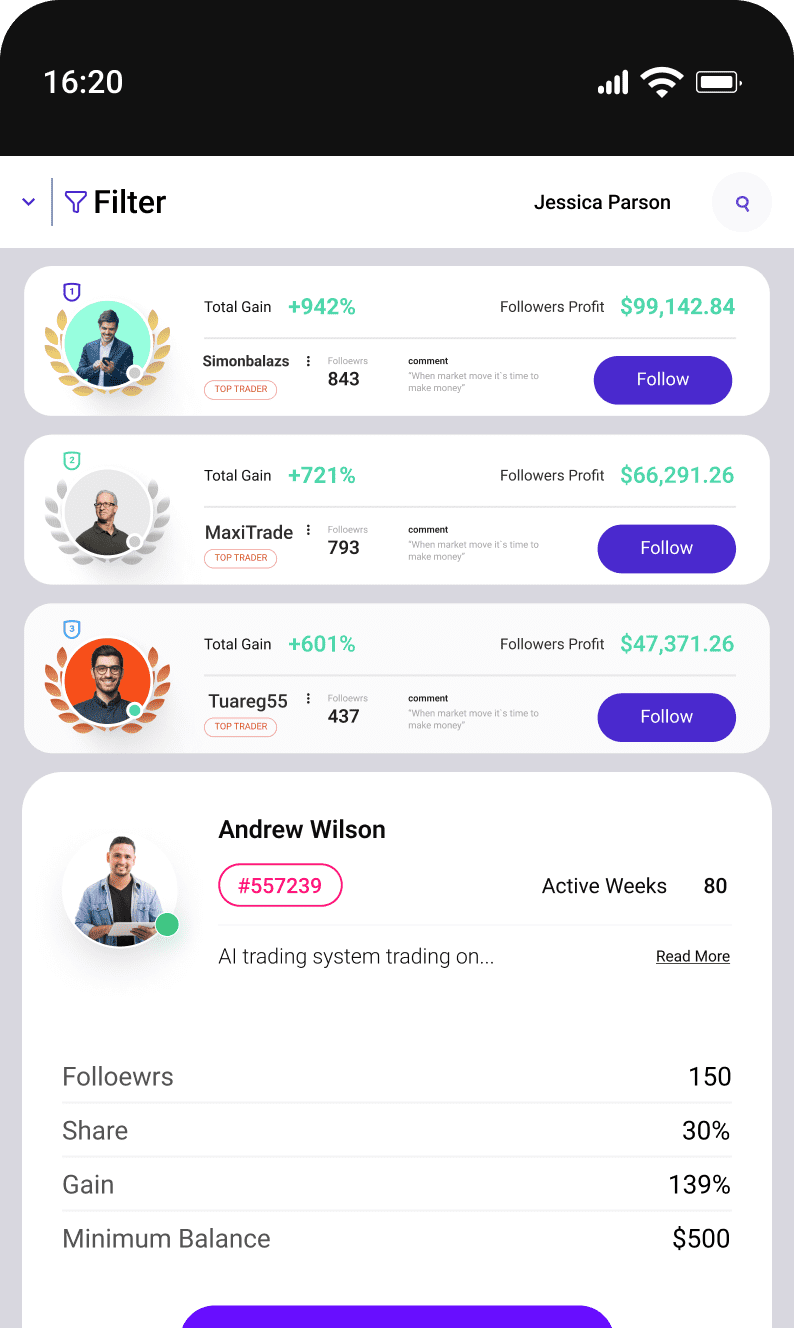 16:20
Filter
Jessica Parson
1
Total Gain +942% Followers Profit $99,142.84
Simonbalazs
TOP TRADER
Folloewrs
843
comment
"When market move it`s time to
make money"
Follow
2
Total Gain +721% Followers Profit $66,291.26
MaxiTrade
TOP TRADER
Folloewrs
793
comment
"When market move it`s time to
make money"
Follow
3
Total Gain +601% Followers Profit $47,371.26
Tuareg55
TOP TRADER
Folloewrs
437
comment
"When market move it`s time to
make money"
Follow
Andrew Wilson
#557239
Active Weeks 80
AI trading system trading on...
Read More
Folloewrs 150
Share 30%
Gain 139%
Minimum Balance $500